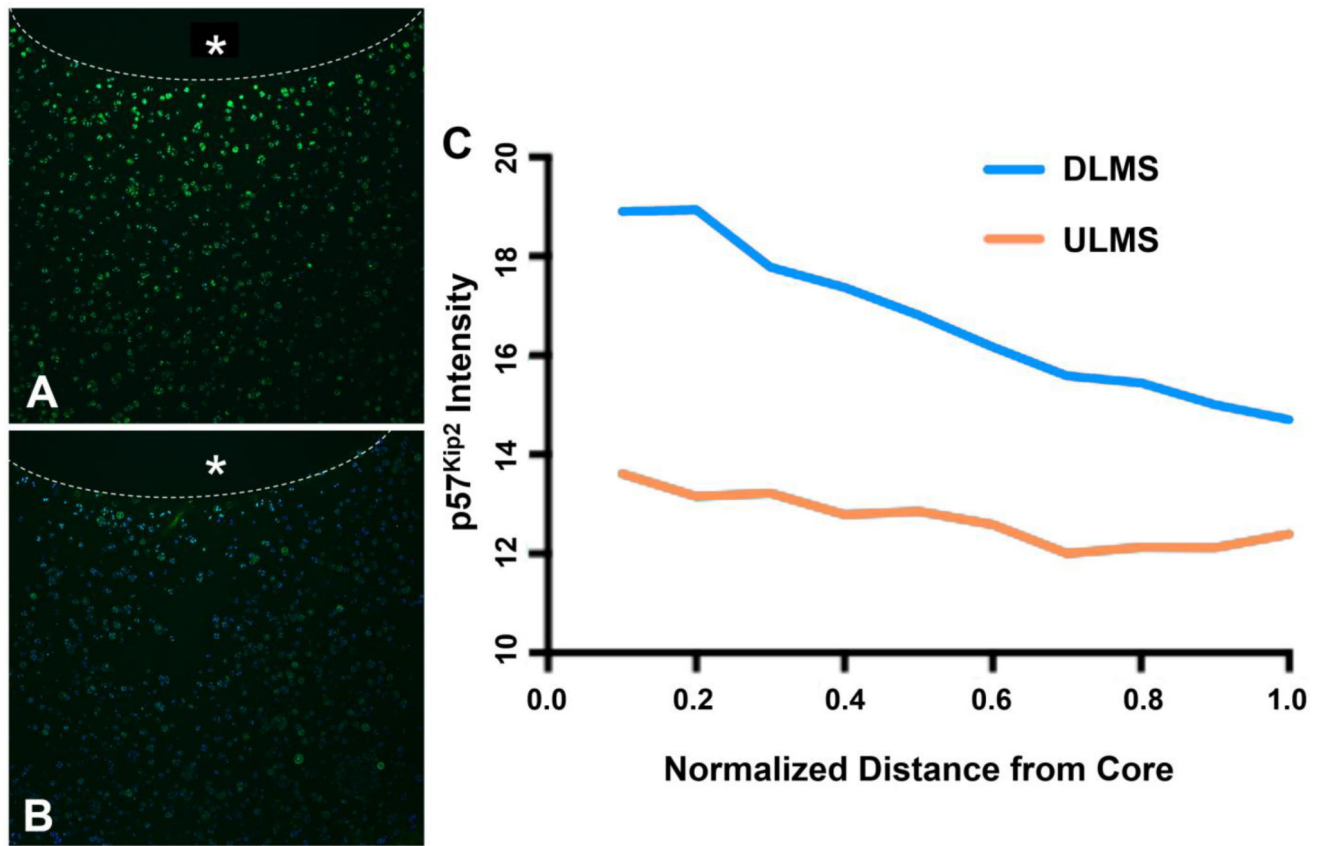 *
A
*
B
C
DLMS
ULMS
p57Kip2 Intensity
20
18
16
14
12
10
0.0 0.2 0.4 0.6 0.8 1.0
Normalized Distance from Core